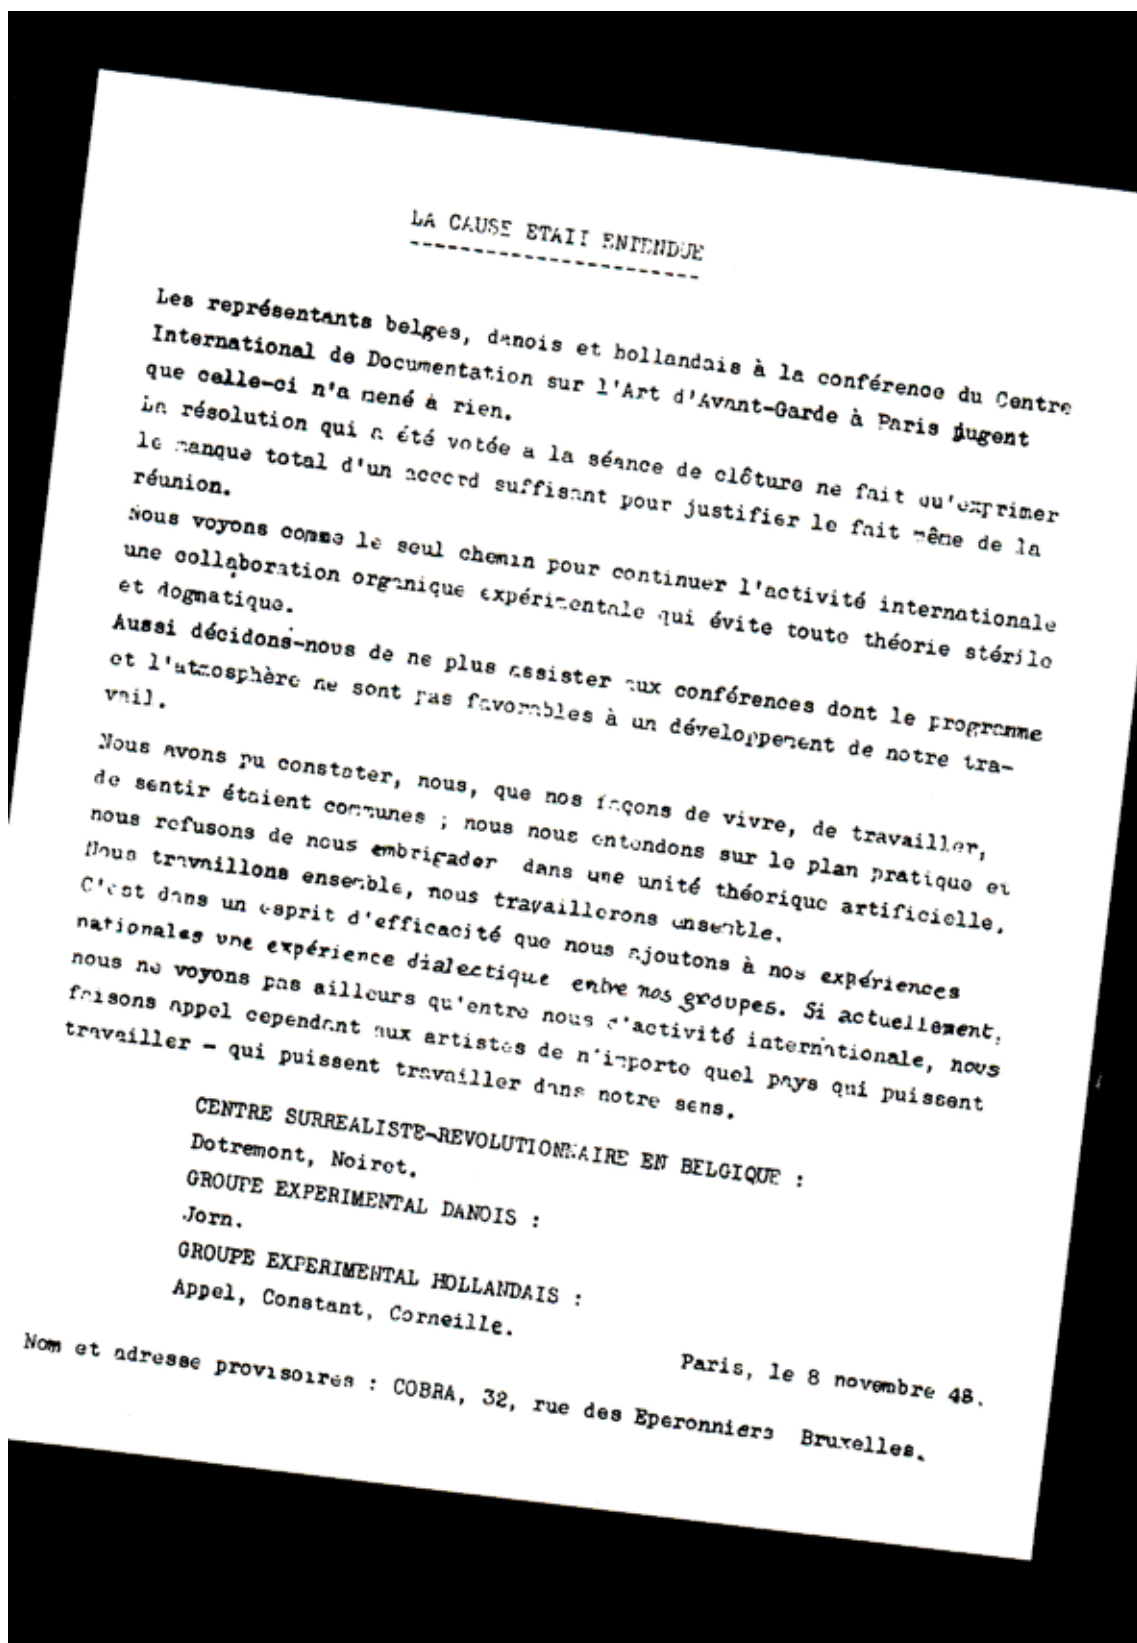 LA CAUSE ETAIT ENTENDUE
-----------------------
Les représentants belges, danois et hollandais à la conférence du Centre
International de Documentation sur l'Art d'Avant-Garde à Paris jugent
que celle-ci n'a mené à rien.
La résolution qui a été votée a la séance de clôture ne fait qu'exprimer
le manque total d'un accord suffisant pour justifier le fait même de la
réunion.
Nous voyons comme le seul chemin pour continuer l'activité internationale
une collaboration organique expérimentale qui évite toute théorie stérile
et dogmatique.
Aussi décidons-nous de ne plus assister aux conférences dont le programme
et l'atmosphère ne sont pas favorables à un développement de notre tra-
vail.
Nous avons pu constater, nous, que nos façons de vivre, de travailler,
de sentir étaient communes ; nous nous entendons sur le plan pratique et
nous refusons de nous embrigader dans une unité théorique artificielle.
Nous travaillons ensemble, nous travaillerons ensemble.
C'est dans un esprit d'efficacité que nous ajoutons à nos expériences
nationales une expérience dialectique entre nos groupes. Si actuellement,
nous ne voyons pas ailleurs qu'entre nous d'activité internationale, nous
faisons appel cependant aux artistes de n'importe quel pays qui puissent
travailler - qui puissent travailler dans notre sens.
CENTRE SURREALISTE-REVOLUTIONNAIRE EN BELGIQUE :
Dotremont, Noiret.
GROUPE EXPERIMENTAL DANOIS :
Jorn.
GROUPE EXPERIMENTAL HOLLANDAIS :
Appel, Constant, Corneille.
Paris, le 8 novembre 48.
Nom et adresse provisoires : COBRA, 32, rue des Eperonniers Bruxelles.